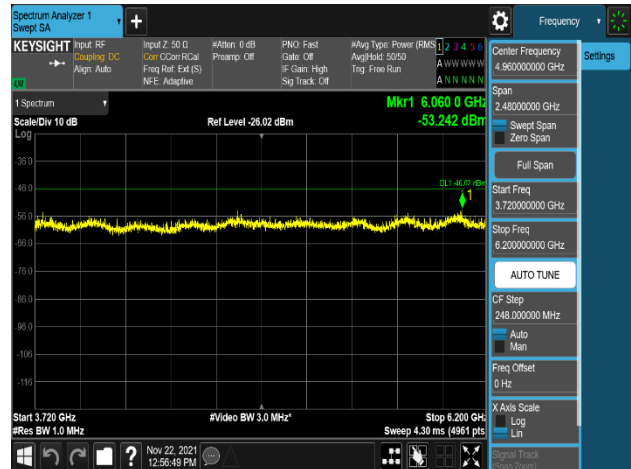 Spectrum Analyzer 1
Swept SA
Frequency
KEYSIGHT
Input: RF
Coupling: DC
Align: Auto
Input Z: 50 Ω
Corr CCorr RCal
Freq Ref: Ext (S)
NFE: Adaptive
#Atten: 0 dB
Preamp: Off
PNO: Fast
Gate: Off
IF Gain: High
Sig Track: Off
#Avg Type: Power (RMS
Avg|Hold: 50/50
Trig: Free Run
1 2 3 4 5 6
A W W W W W
A N N N N N
LXI
1 Spectrum
Scale/Div 10 dB
Log
Ref Level -26.02 dBm
Mkr1 6.060 0 GHz
-53.242 dBm
-36.0
-46.0
-56.0
-66.0
-76.0
-86.0
-96.0
-106
-116
DL1 -46.02 dBm
1
Start 3.720 GHz
#Res BW 1.0 MHz
#Video BW 3.0 MHz*
Stop 6.200 GHz
Sweep 4.30 ms (4961 pts
Nov 22, 2021
12:56:49 PM
Center Frequency
4.960000000 GHz
Settings
Span
2.48000000 GHz
Swept Span
Zero Span
Full Span
Start Freq
3.720000000 GHz
Stop Freq
6.200000000 GHz
AUTO TUNE
CF Step
248.000000 MHz
Auto
Man
Freq Offset
0 Hz
X Axis Scale
Log
Lin
Signal Track
(Span Zoom)